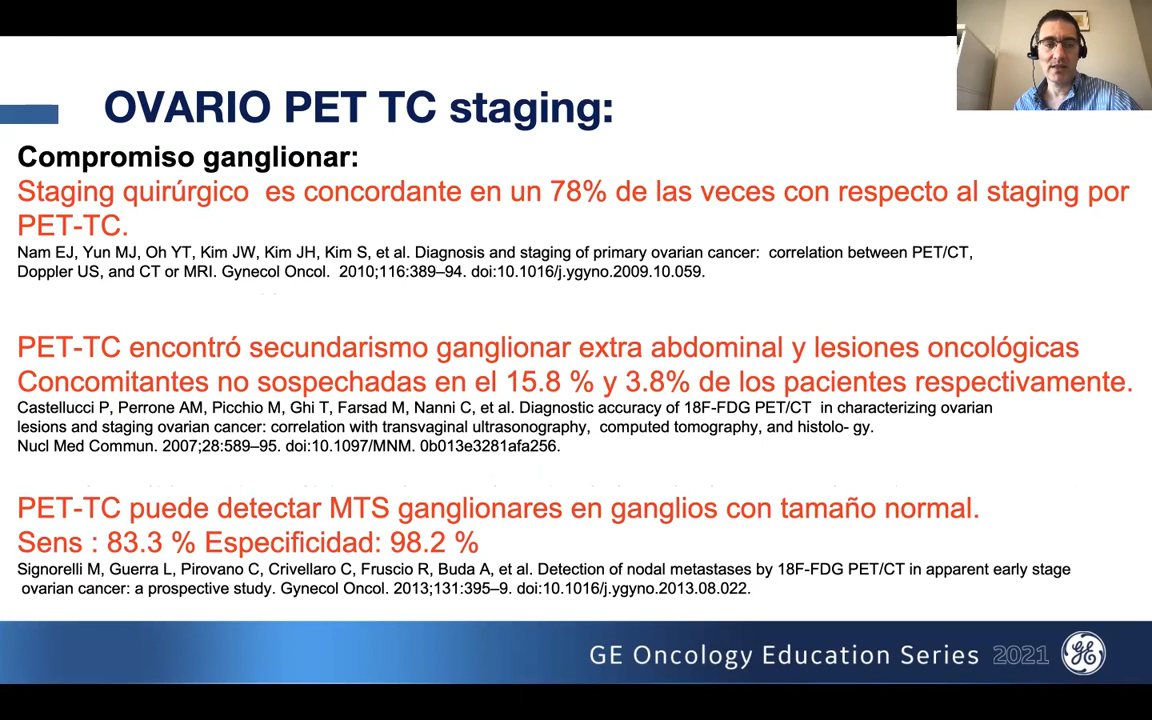 OVARIO PET TC staging:
Compromiso ganglionar:
Staging quirúrgico es concordante en un 78% de las veces con respecto al staging por
PET-TC.
Nam EJ, Yun MJ, Oh YT, Kim JW, Kim JH, Kim S, et al. Diagnosis and staging of primary ovarian cancer: correlation between PET/CT,
Doppler US, and CT or MRI. Gynecol Oncol. 2010;116:389–94. doi:10.1016/j.ygyno.2009.10.059.
PET-TC encontró secundarismo ganglionar extra abdominal y lesiones oncológicas
Concomitantes no sospechadas en el 15.8 % y 3.8% de los pacientes respectivamente.
Castellucci P, Perrone AM, Picchio M, Ghi T, Farsad M, Nanni C, et al. Diagnostic accuracy of 18F-FDG PET/CT in characterizing ovarian
lesions and staging ovarian cancer: correlation with transvaginal ultrasonography, computed tomography, and histolo- gy.
Nucl Med Commun. 2007;28:589–95. doi:10.1097/MNM. 0b013e3281afa256.
PET-TC puede detectar MTS ganglionares en ganglios con tamaño normal.
Sens : 83.3 % Especificidad: 98.2 %
Signorelli M, Guerra L, Pirovano C, Crivellaro C, Fruscio R, Buda A, et al. Detection of nodal metastases by 18F-FDG PET/CT in apparent early stage
ovarian cancer: a prospective study. Gynecol Oncol. 2013;131:395–9. doi:10.1016/j.ygyno.2013.08.022.
GE Oncology Education Series 2021